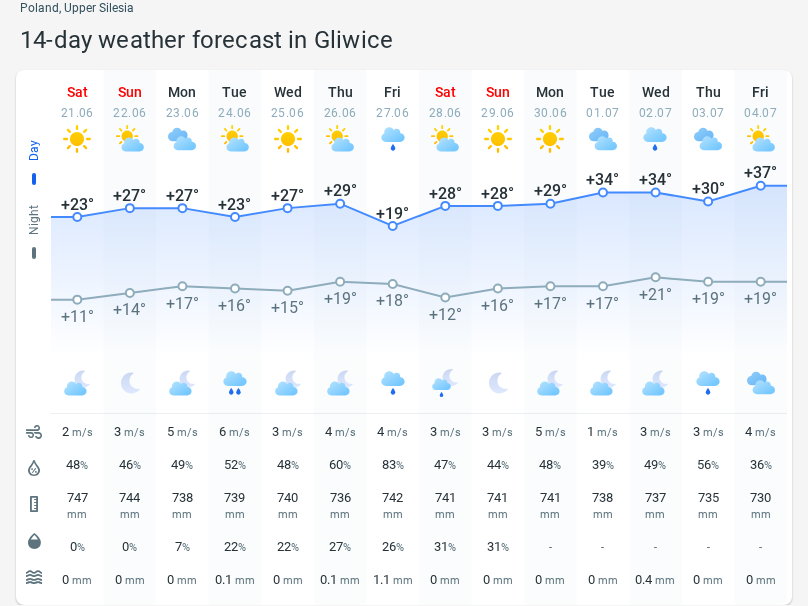 Poland, Upper Silesia
14-day weather forecast in Gliwice
Sat Sun Mon Tue Wed Thu Fri Sat Sun Mon Tue Wed Thu Fri
21.06 22.06 23.06 24.06 25.06 26.06 27.06 28.06 29.06 30.06 01.07 02.07 03.07 04.07
Day
+23° +27° +27° +23° +27° +29° +19° +28° +28° +29° +34° +34° +30° +37°
Night
+11° +14° +17° +16° +15° +19° +18° +12° +16° +17° +17° +21° +19° +19°
2 m/s 3 m/s 5 m/s 6 m/s 3 m/s 4 m/s 4 m/s 3 m/s 3 m/s 5 m/s 1 m/s 3 m/s 3 m/s 4 m/s
48% 46% 49% 52% 48% 60% 83% 47% 44% 48% 39% 49% 56% 36%
747 744 738 739 740 736 742 741 741 741 738 737 735 730
mm mm mm mm mm mm mm mm mm mm mm mm mm mm
0% 0% 7% 22% 22% 27% 26% 31% 31% - - - - -
0 mm 0 mm 0 mm 0.1 mm 0 mm 0.1 mm 1.1 mm 0 mm 0 mm 0 mm 0 mm 0.4 mm 0 mm 0 mm